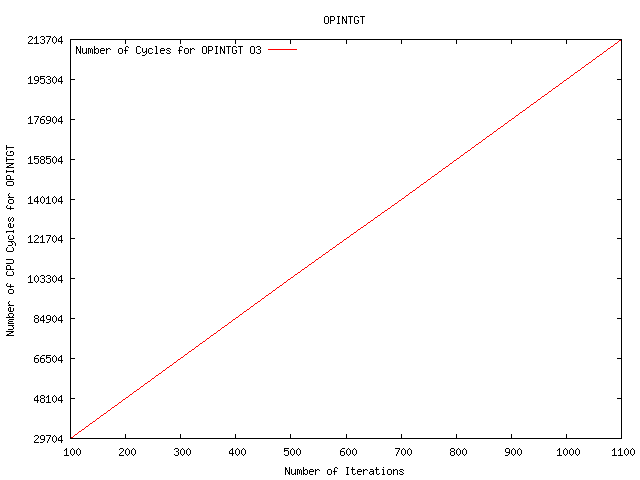 OPINTGT
Number of Cycles for OPINTGT O3
213704
195304
176904
158504
140104
121704
103304
84904
66504
48104
29704
Number of CPU Cycles for OPINTGT
100 200 300 400 500 600 700 800 900 1000 1100
Number of Iterations